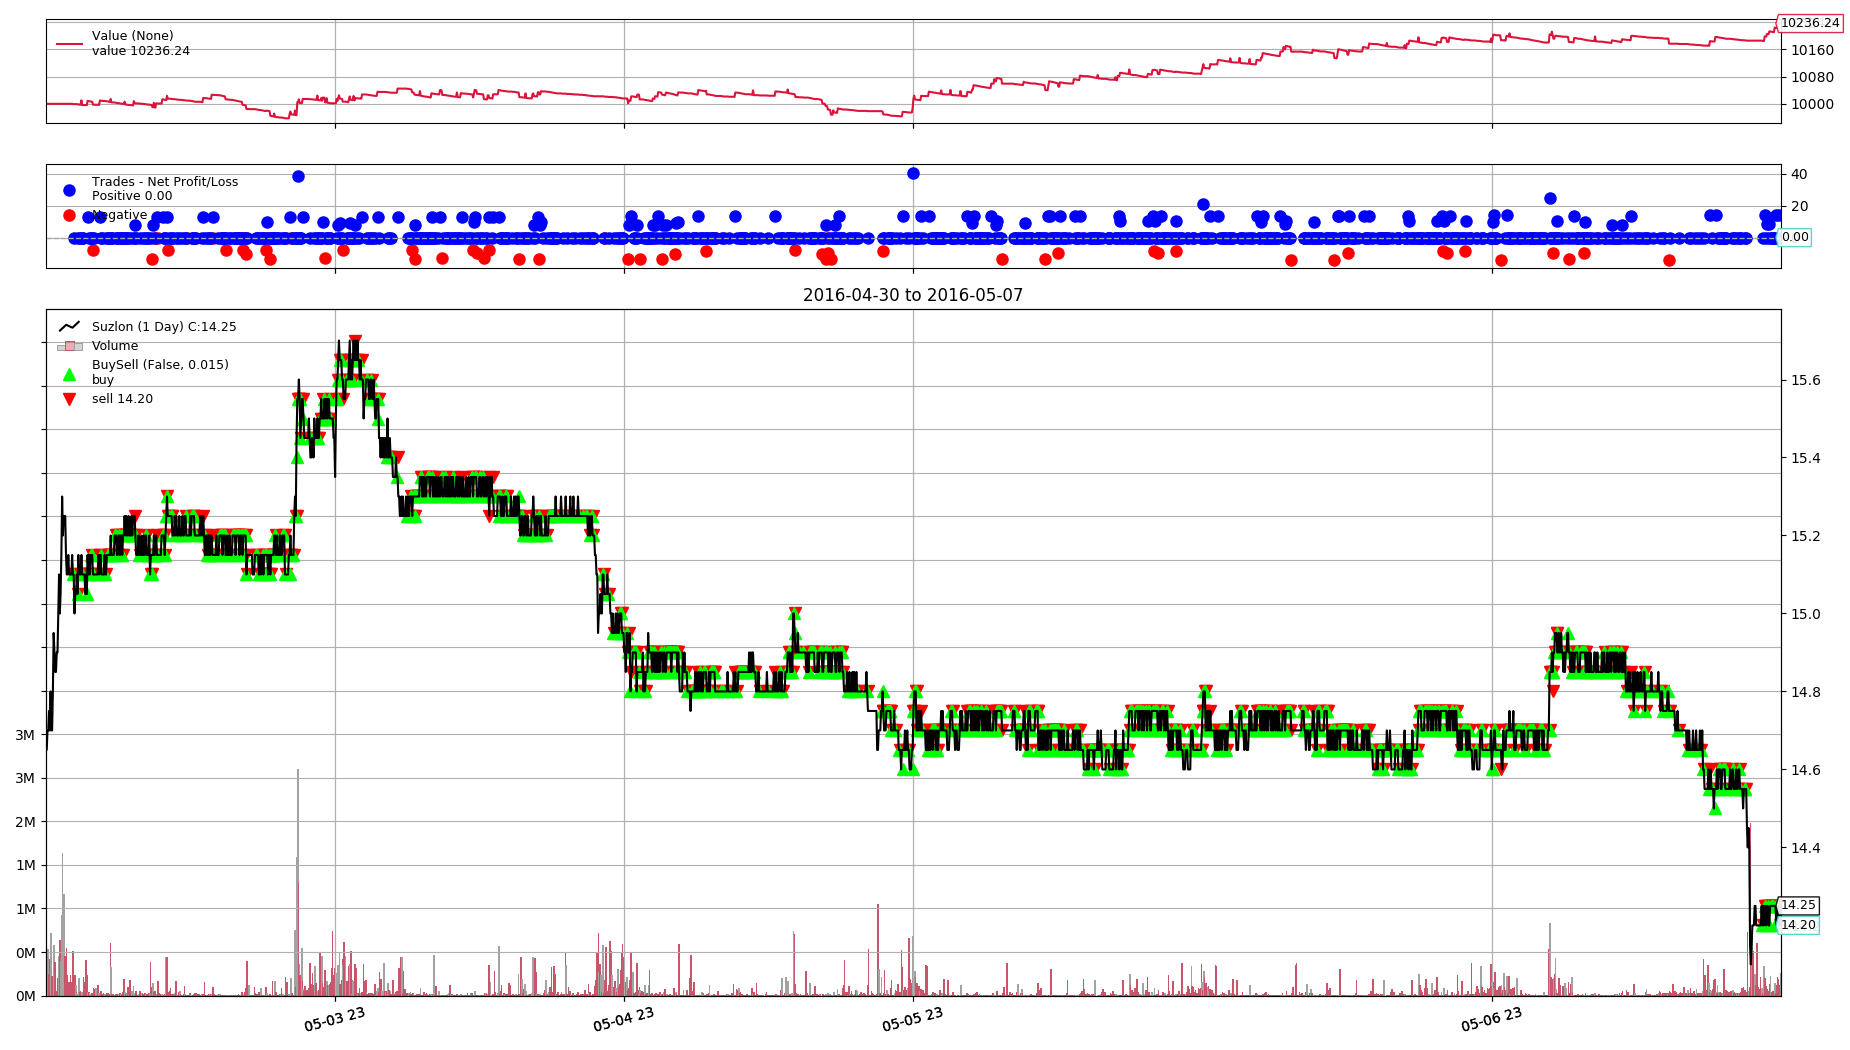 Value (None)
value 10236.24
10236.24
10160
10080
10000
Trades - Net Profit/Loss
Positive 0.00
Negative
40
20
0.00
2016-04-30 to 2016-05-07
Suzlon (1 Day) C:14.25
Volume
BuySell (False, 0.015)
buy
sell 14.20
15.6
15.4
15.2
15.0
14.8
14.6
14.4
14.25
14.20
3M
3M
2M
1M
1M
0M
0M
05-03 23
05-04 23
05-05 23
05-06 23